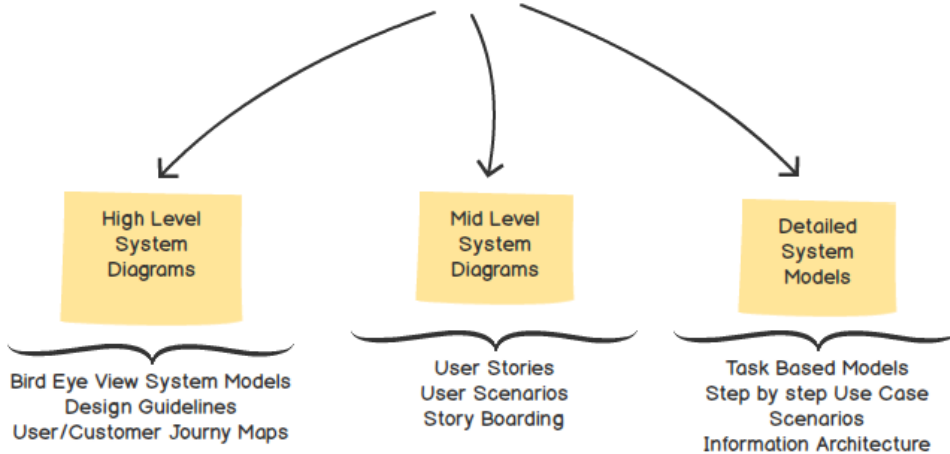 High Level
System
Diagrams
Mid Level
System
Diagrams
Detailed
System
Models
Bird Eye View System Models
Design Guidelines
User/Customer Journy Maps
User Stories
User Scenarios
Story Boarding
Task Based Models
Step by step Use Case
Scenarios
Information Architecture